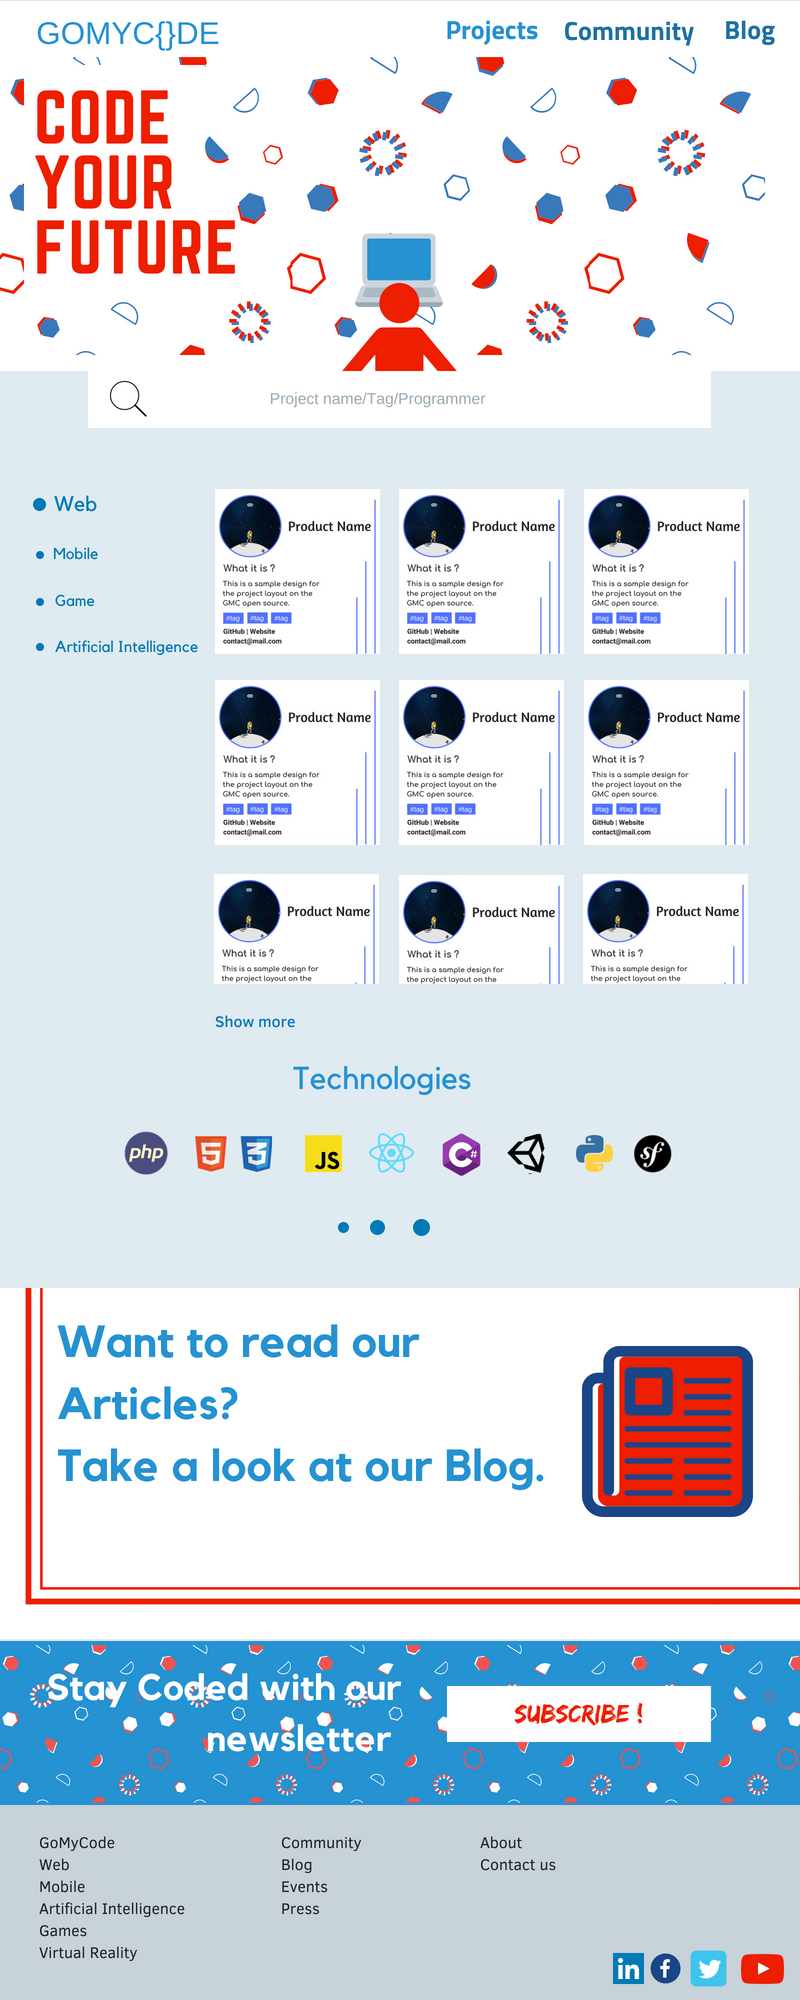 GOMYC{}DE
Projects
Community
Blog
CODE
YOUR
FUTURE
Project name/Tag/Programmer
Web
Mobile
Game
Artificial Intelligence
Product Name
What it is ?
This is a sample design for
the project layout on the
GMC open source.
#tag #tag #tag
GitHub | Website
contact@mail.com
Product Name
What it is ?
This is a sample design for
the project layout on the
GMC open source.
#tag #tag #tag
GitHub | Website
contact@mail.com
Product Name
What it is ?
This is a sample design for
the project layout on the
GMC open source.
#tag #tag #tag
GitHub | Website
contact@mail.com
Product Name
What it is ?
This is a sample design for
the project layout on the
GMC open source.
#tag #tag #tag
GitHub | Website
contact@mail.com
Product Name
What it is ?
This is a sample design for
the project layout on the
GMC open source.
#tag #tag #tag
GitHub | Website
contact@mail.com
Product Name
What it is ?
This is a sample design for
the project layout on the
GMC open source.
#tag #tag #tag
GitHub | Website
contact@mail.com
Product Name
What it is ?
This is a sample design for
the project layout on the
Product Name
What it is ?
This is a sample design for
the project layout on the
Product Name
What it is ?
This is a sample design for
the project layout on the
Show more
Technologies
php
5
3
JS
C#
sf
Want to read our
Articles?
Take a look at our Blog.
Stay Coded with our
newsletter
SUBSCRIBE !
GoMyCode
Web
Mobile
Artificial Intelligence
Games
Virtual Reality
Community
Blog
Events
Press
About
Contact us
in
f